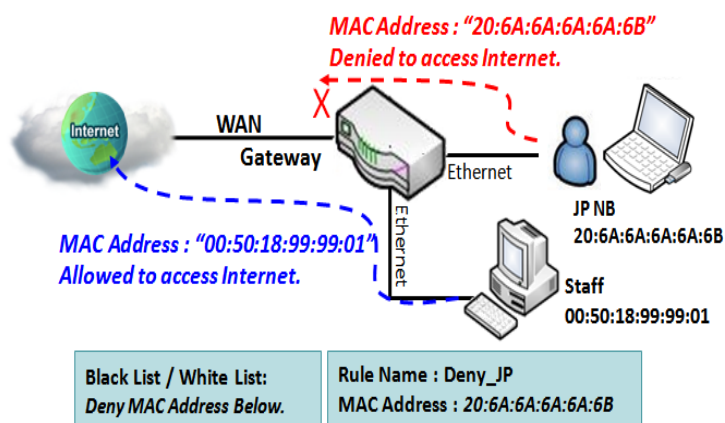 MAC Address : “20:6A:6A:6A:6A:6B”
Denied to access Internet.
X
Internet
WAN
Gateway
Ethernet
JP NB
20:6A:6A:6A:6A:6B
Ethernet
MAC Address : “00:50:18:99:99:01”
Allowed to access Internet.
Staff
00:50:18:99:99:01
Black List / White List:
Deny MAC Address Below.
Rule Name : Deny_JP
MAC Address : 20:6A:6A:6A:6A:6B